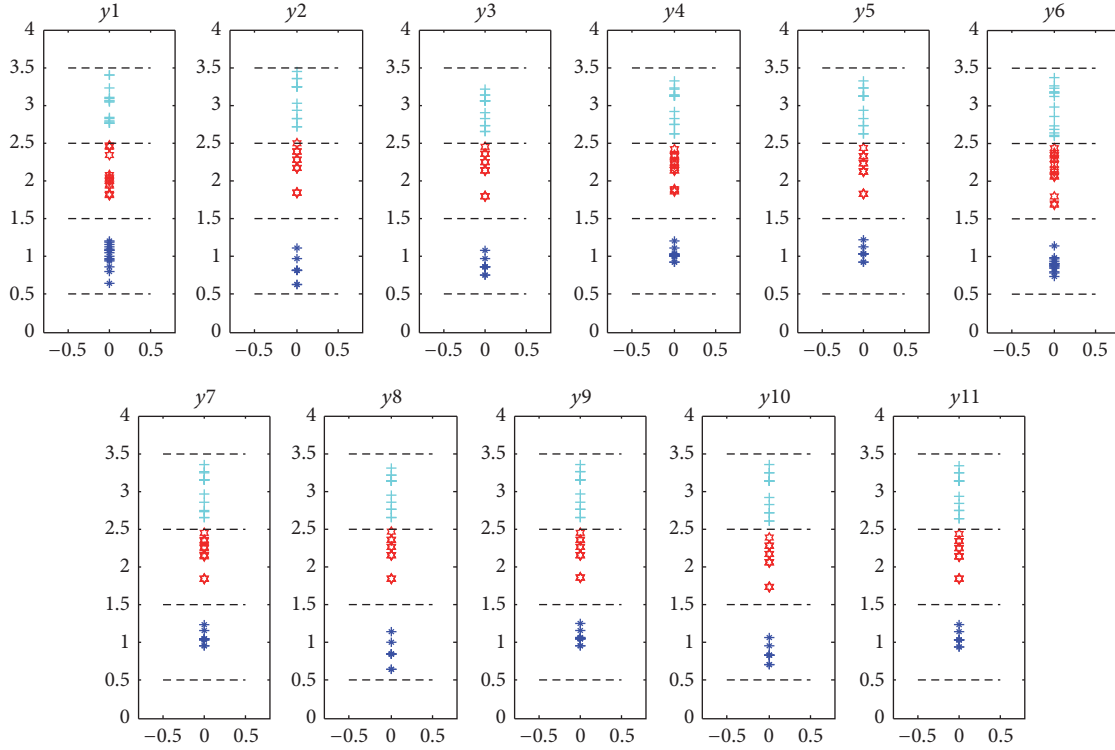 y1 y2 y3 y4 y5 y6
4 4 4 4 4 4
3.5 3.5 3.5 3.5 3.5 3.5
3 3 3 3 3 3
2.5 2.5 2.5 2.5 2.5 2.5
2 2 2 2 2 2
1.5 1.5 1.5 1.5 1.5 1.5
1 1 1 1 1 1
0.5 0.5 0.5 0.5 0.5 0.5
0 0 0 0 0 0
−0.5 0 0.5 −0.5 0 0.5 −0.5 0 0.5 −0.5 0 0.5 −0.5 0 0.5 −0.5 0 0.5
y7 y8 y9 y10 y11
4 4 4 4 4
3.5 3.5 3.5 3.5 3.5
3 3 3 3 3
2.5 2.5 2.5 2.5 2.5
2 2 2 2 2
1.5 1.5 1.5 1.5 1.5
1 1 1 1 1
0.5 0.5 0.5 0.5 0.5
0 0 0 0 0
−0.5 0 0.5 −0.5 0 0.5 −0.5 0 0.5 −0.5 0 0.5 −0.5 0 0.5